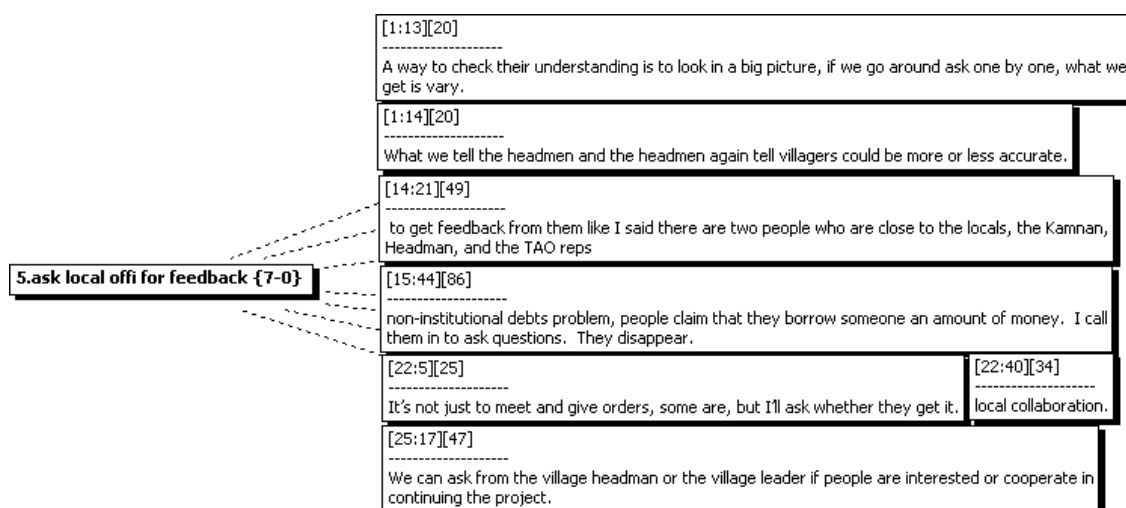 [1:13][20]
--------------------
A way to check their understanding is to look in a big picture, if we go around ask one by one, what we
get is vary.
[1:14][20]
--------------------
What we tell the headmen and the headmen again tell villagers could be more or less accurate.
[14:21][49]
--------------------
to get feedback from them like I said there are two people who are close to the locals, the Kamnan,
Headman, and the TAO reps
5.ask local offi for feedback {7-0}
[15:44][86]
--------------------
non-institutional debts problem, people claim that they borrow someone an amount of money.  I call
them in to ask questions.  They disappear.
[22:5][25]
--------------------
It's not just to meet and give orders, some are, but I'll ask whether they get it.
[22:40][34]
--------------------
local collaboration.
[25:17][47]
--------------------
We can ask from the village headman or the village leader if people are interested or cooperate in
continuing the project.